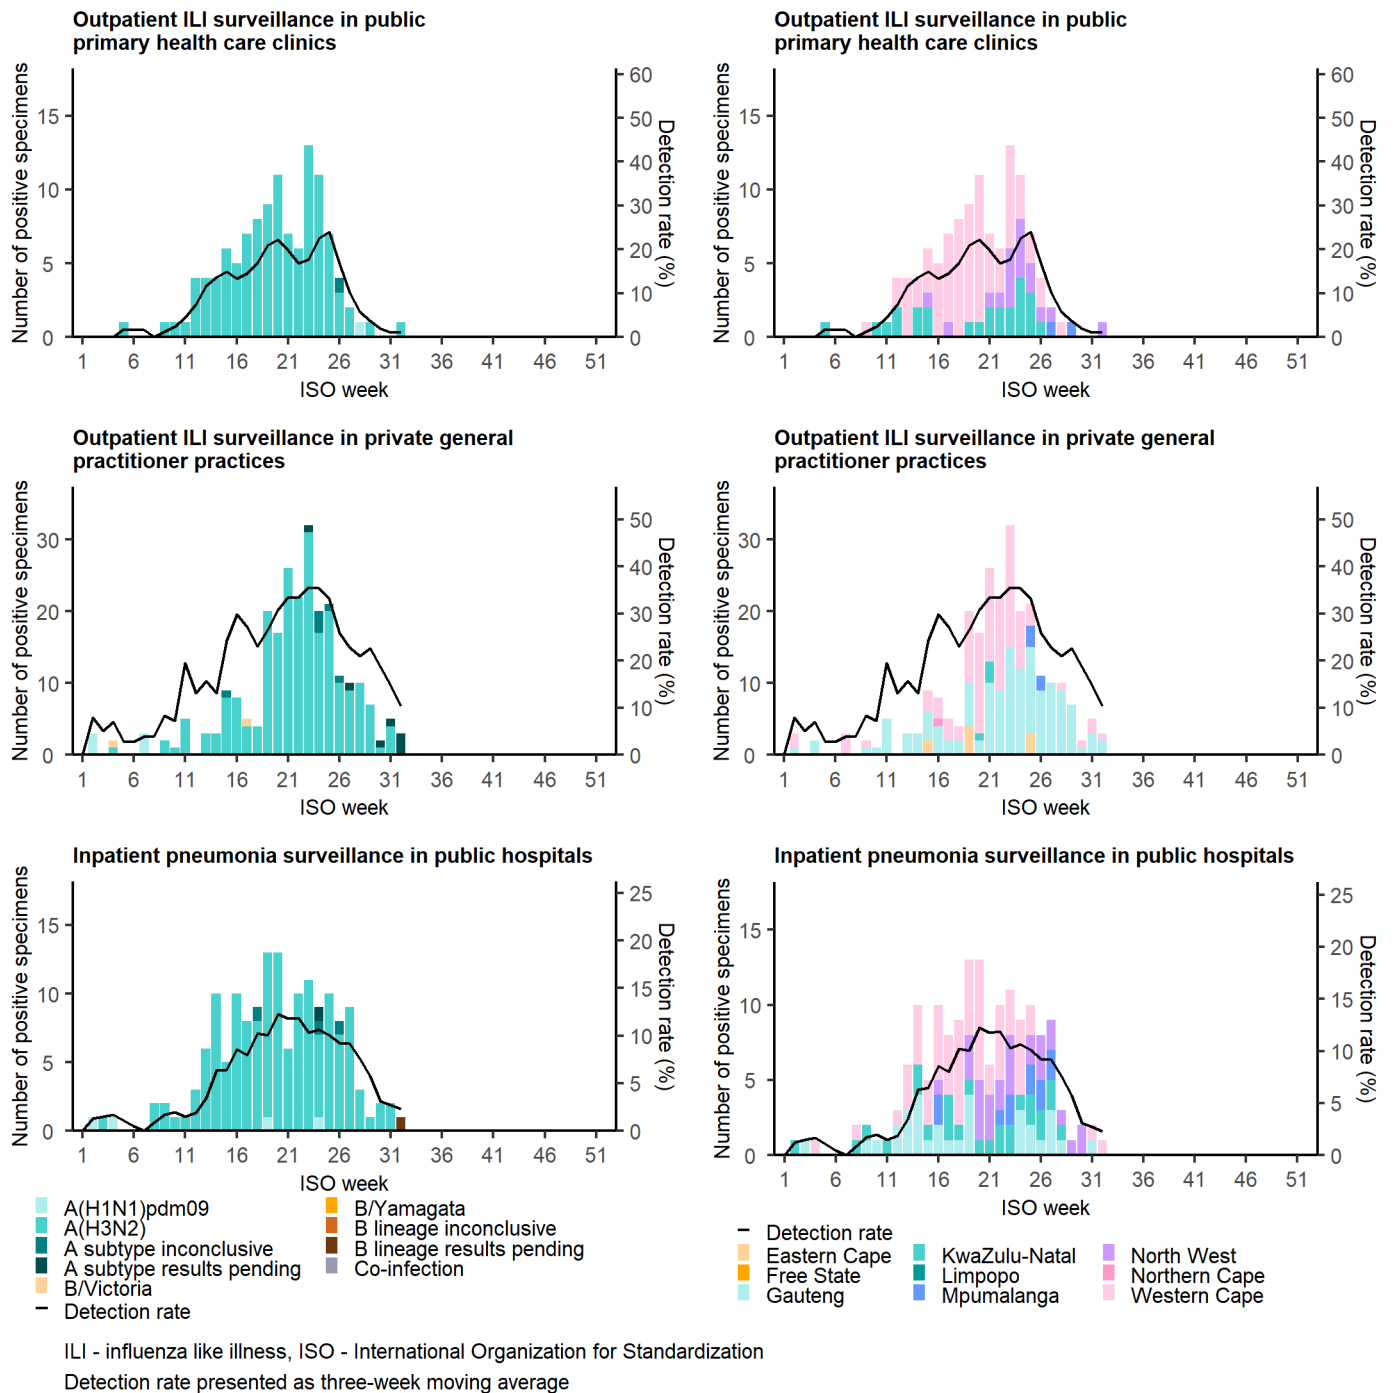 Outpatient ILI surveillance in public
primary health care clinics
Number of positive specimens
15
10
5
0
60
50
40
30
20
10
0
Detection rate (%)
1 6 11 16 21 26 31 36 41 46 51
ISO week
Outpatient ILI surveillance in public
primary health care clinics
Number of positive specimens
15
10
5
0
60
50
40
30
20
10
0
Detection rate (%)
1 6 11 16 21 26 31 36 41 46 51
ISO week
Outpatient ILI surveillance in private general
practitioner practices
Number of positive specimens
30
20
10
0
50
40
30
20
10
0
Detection rate (%)
1 6 11 16 21 26 31 36 41 46 51
ISO week
Outpatient ILI surveillance in private general
practitioner practices
Number of positive specimens
30
20
10
0
50
40
30
20
10
0
Detection rate (%)
1 6 11 16 21 26 31 36 41 46 51
ISO week
Inpatient pneumonia surveillance in public hospitals
Number of positive specimens
15
10
5
0
25
20
15
10
5
0
Detection rate (%)
1 6 11 16 21 26 31 36 41 46 51
ISO week
Inpatient pneumonia surveillance in public hospitals
Number of positive specimens
15
10
5
0
25
20
15
10
5
0
Detection rate (%)
1 6 11 16 21 26 31 36 41 46 51
ISO week
A(H1N1)pdm09
A(H3N2)
A subtype inconclusive
A subtype results pending
B/Victoria
Detection rate
B/Yamagata
B lineage inconclusive
B lineage results pending
Co-infection
Detection rate
Eastern Cape
Free State
Gauteng
KwaZulu-Natal
Limpopo
Mpumalanga
North West
Northern Cape
Western Cape
ILI - influenza like illness, ISO - International Organization for Standardization
Detection rate presented as three-week moving average